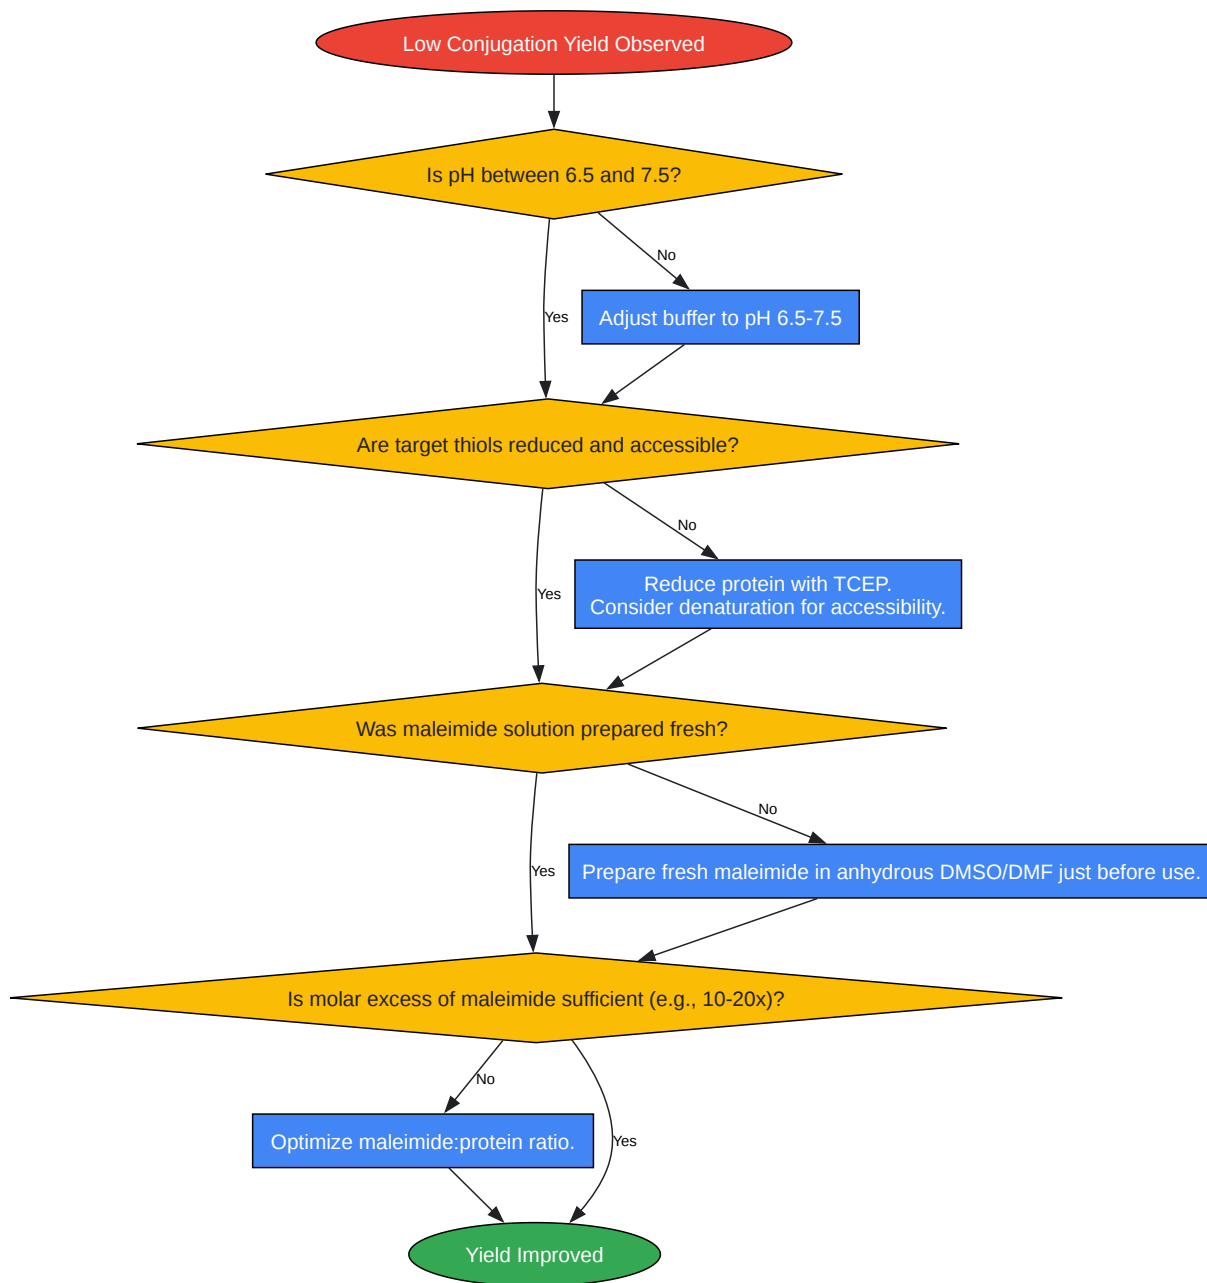 Low Conjugation Yield Observed
Is pH between 6.5 and 7.5?
No
Yes
Adjust buffer to pH 6.5-7.5
Are target thiols reduced and accessible?
No
Yes
Reduce protein with TCEP.
Consider denaturation for accessibility.
Was maleimide solution prepared fresh?
No
Yes
Prepare fresh maleimide in anhydrous DMSO/DMF just before use.
Is molar excess of maleimide sufficient (e.g., 10-20x)?
No
Optimize maleimide:protein ratio.
Yes
Yield Improved